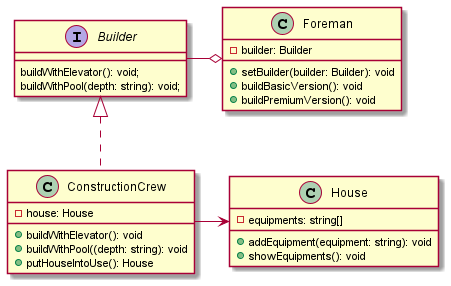 I Builder
buildWithElevator(): void;
buildWithPool(depth: string): void;
C Foreman
builder: Builder
setBuilder(builder: Builder): void
buildBasicVersion(): void
buildPremiumVersion(): void
C ConstructionCrew
house: House
buildWithElevator(): void
buildWithPool((depth: string): void
putHouseIntoUse(): House
C House
equipments: string[]
addEquipment(equipment: string): void
showEquipments(): void